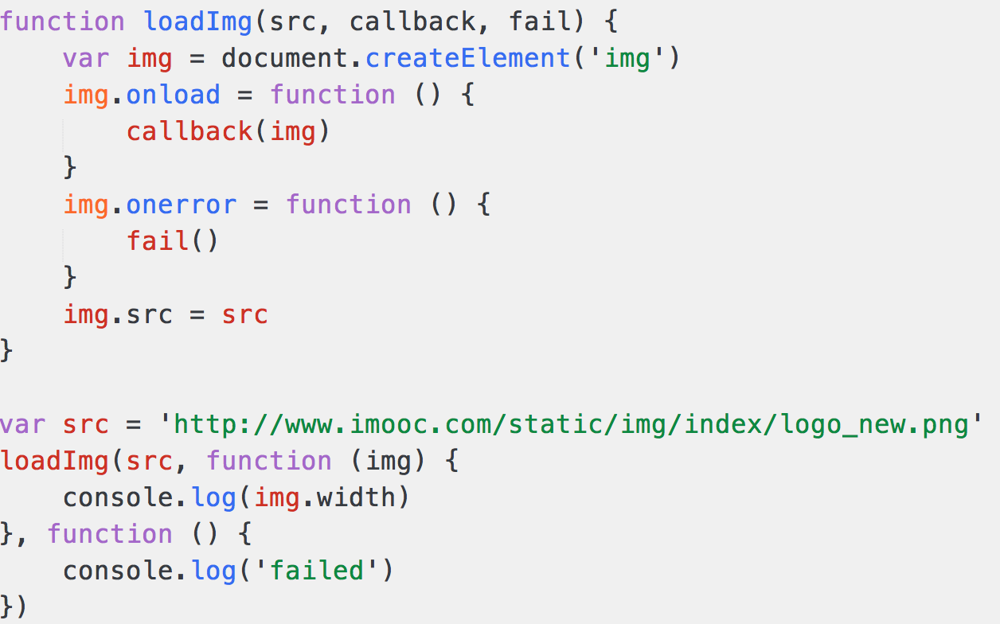 function loadImg(src, callback, fail) {
    var img = document.createElement('img')
    img.onload = function () {
        callback(img)
    }
    img.onerror = function () {
        fail()
    }
    img.src = src
}

var src = 'http://www.imooc.com/static/img/index/logo_new.png'
loadImg(src, function (img) {
    console.log(img.width)
}, function () {
    console.log('failed')
})